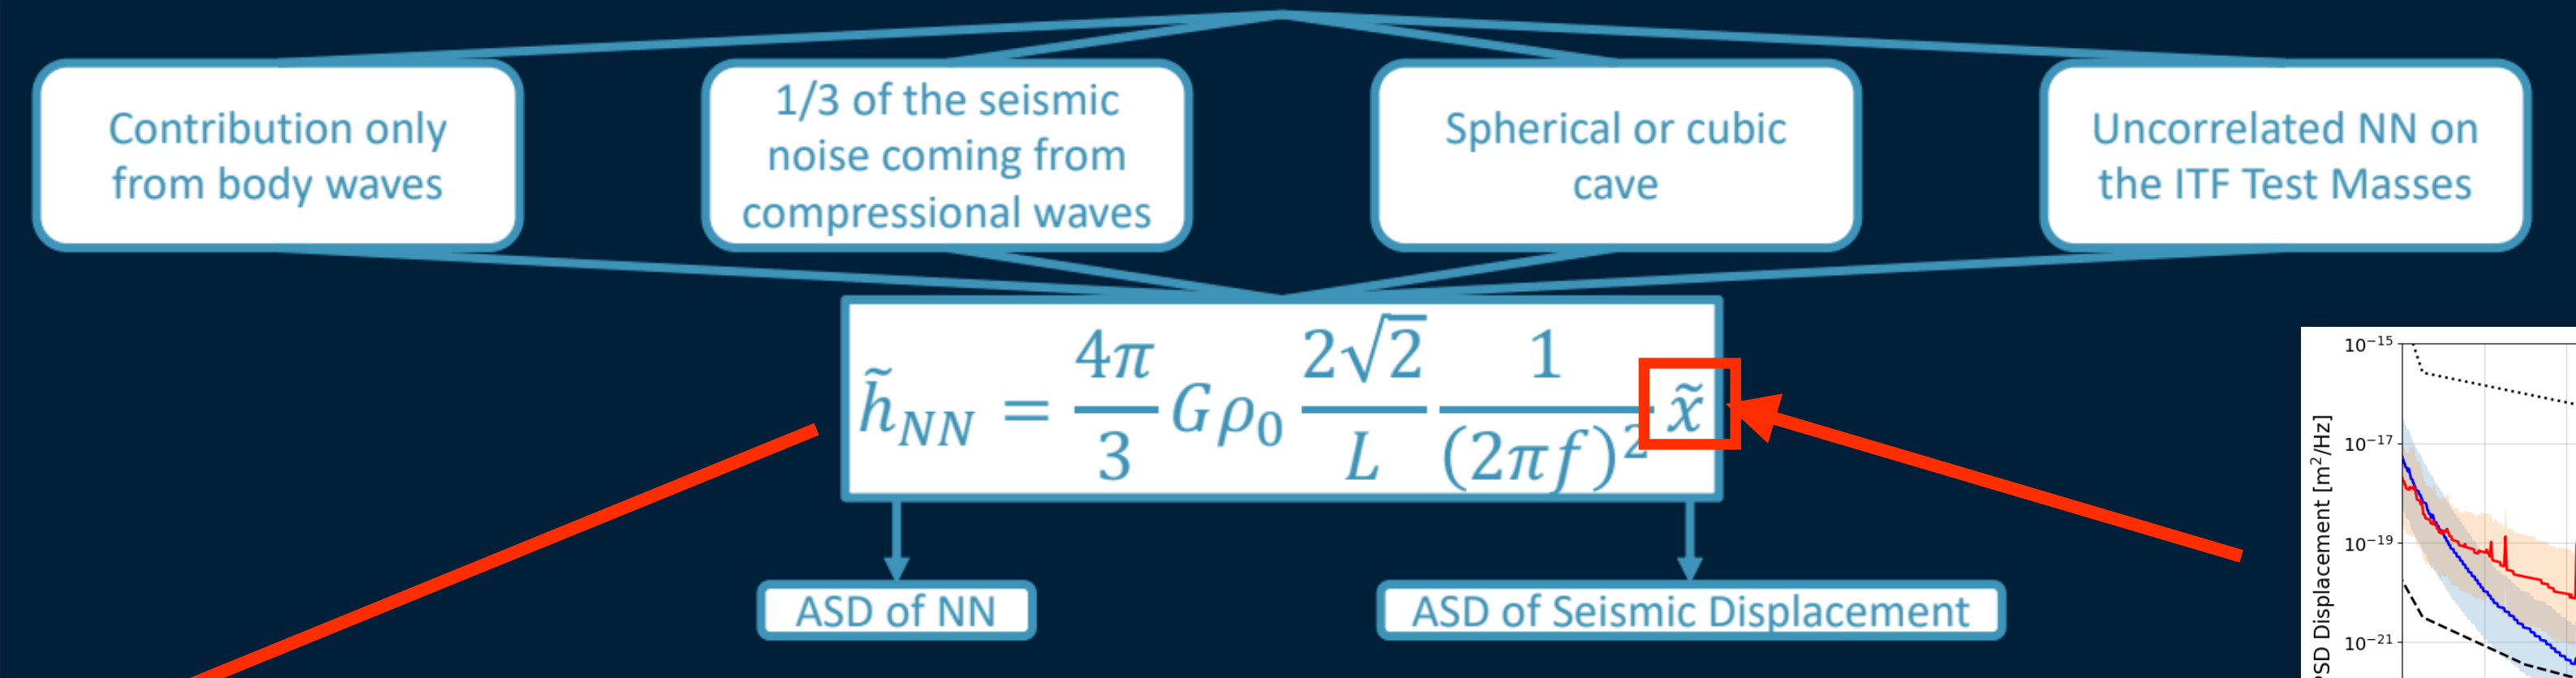 Contribution only
from body waves
1/3 of the seismic
noise coming from
compressional waves
Spherical or cubic
cave
Uncorrelated NN on
the ITF Test Masses
h̃_NN = 4π/3 Gρ₀ 2√2/L 1/(2πf)² x̃
ASD of NN
ASD of Seismic Displacement
PSD Displacement [m²/Hz]
10⁻¹⁵
10⁻¹⁷
10⁻¹⁹
10⁻²¹